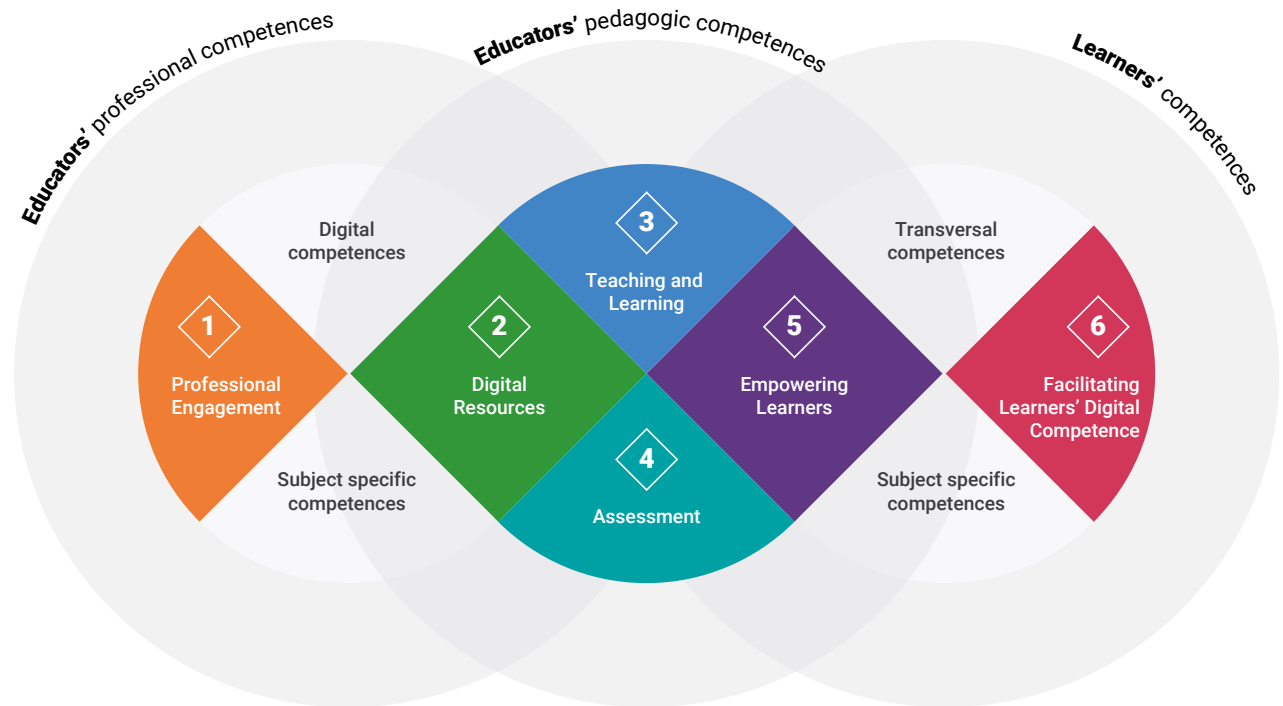 Educators’ professional competences
Educators’ pedagogic competences
Learners’ competences
Digital
competences
Transversal
competences
1
Professional
Engagement
2
Digital
Resources
3
Teaching and
Learning
4
Assessment
5
Empowering
Learners
6
Facilitating
Learners’ Digital
Competence
Subject specific
competences
Subject specific
competences